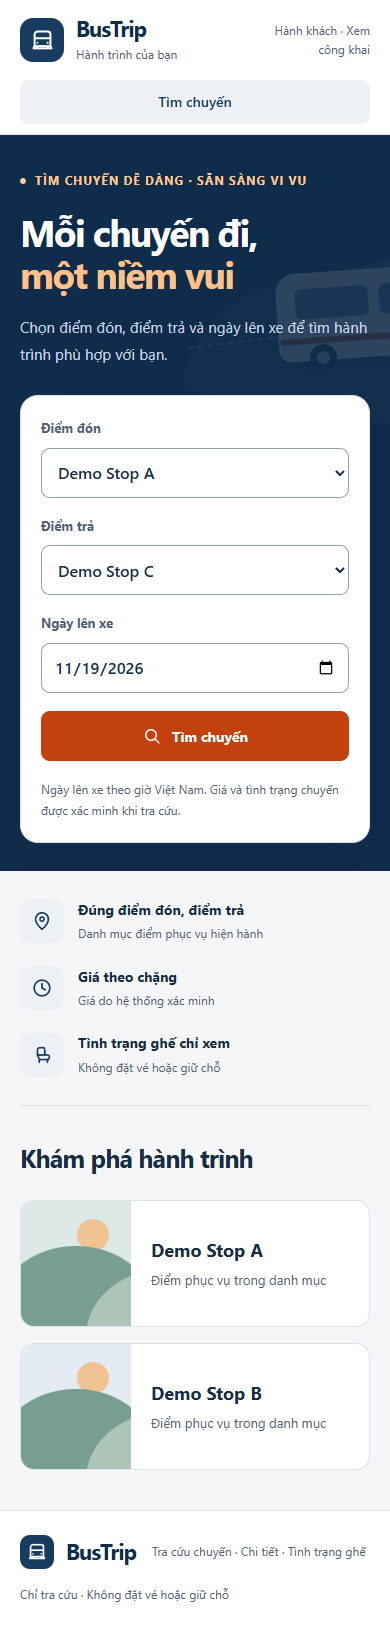 BusTrip
Hành trình của bạn
Hành khách · Xem
công khai
Tìm chuyến
TÌM CHUYẾN DỄ DÀNG · SẴN SÀNG VI VU
Mỗi chuyến đi,
một niềm vui
Chọn điểm đón, điểm trả và ngày lên xe để tìm hành
trình phù hợp với bạn.
Điểm đón
Demo Stop A
Điểm trả
Demo Stop C
Ngày lên xe
11/19/2026
Tìm chuyến
Ngày lên xe theo giờ Việt Nam. Giá và tình trạng chuyến
được xác minh khi tra cứu.
Đúng điểm đón, điểm trả
Danh mục điểm phục vụ hiện hành
Giá theo chặng
Giá do hệ thống xác minh
Tình trạng ghế chỉ xem
Không đặt vé hoặc giữ chỗ
Khám phá hành trình
Demo Stop A
Điểm phục vụ trong danh mục
Demo Stop B
Điểm phục vụ trong danh mục
BusTrip
Tra cứu chuyến · Chi tiết · Tình trạng ghế
Chỉ tra cứu · Không đặt vé hoặc giữ chỗ